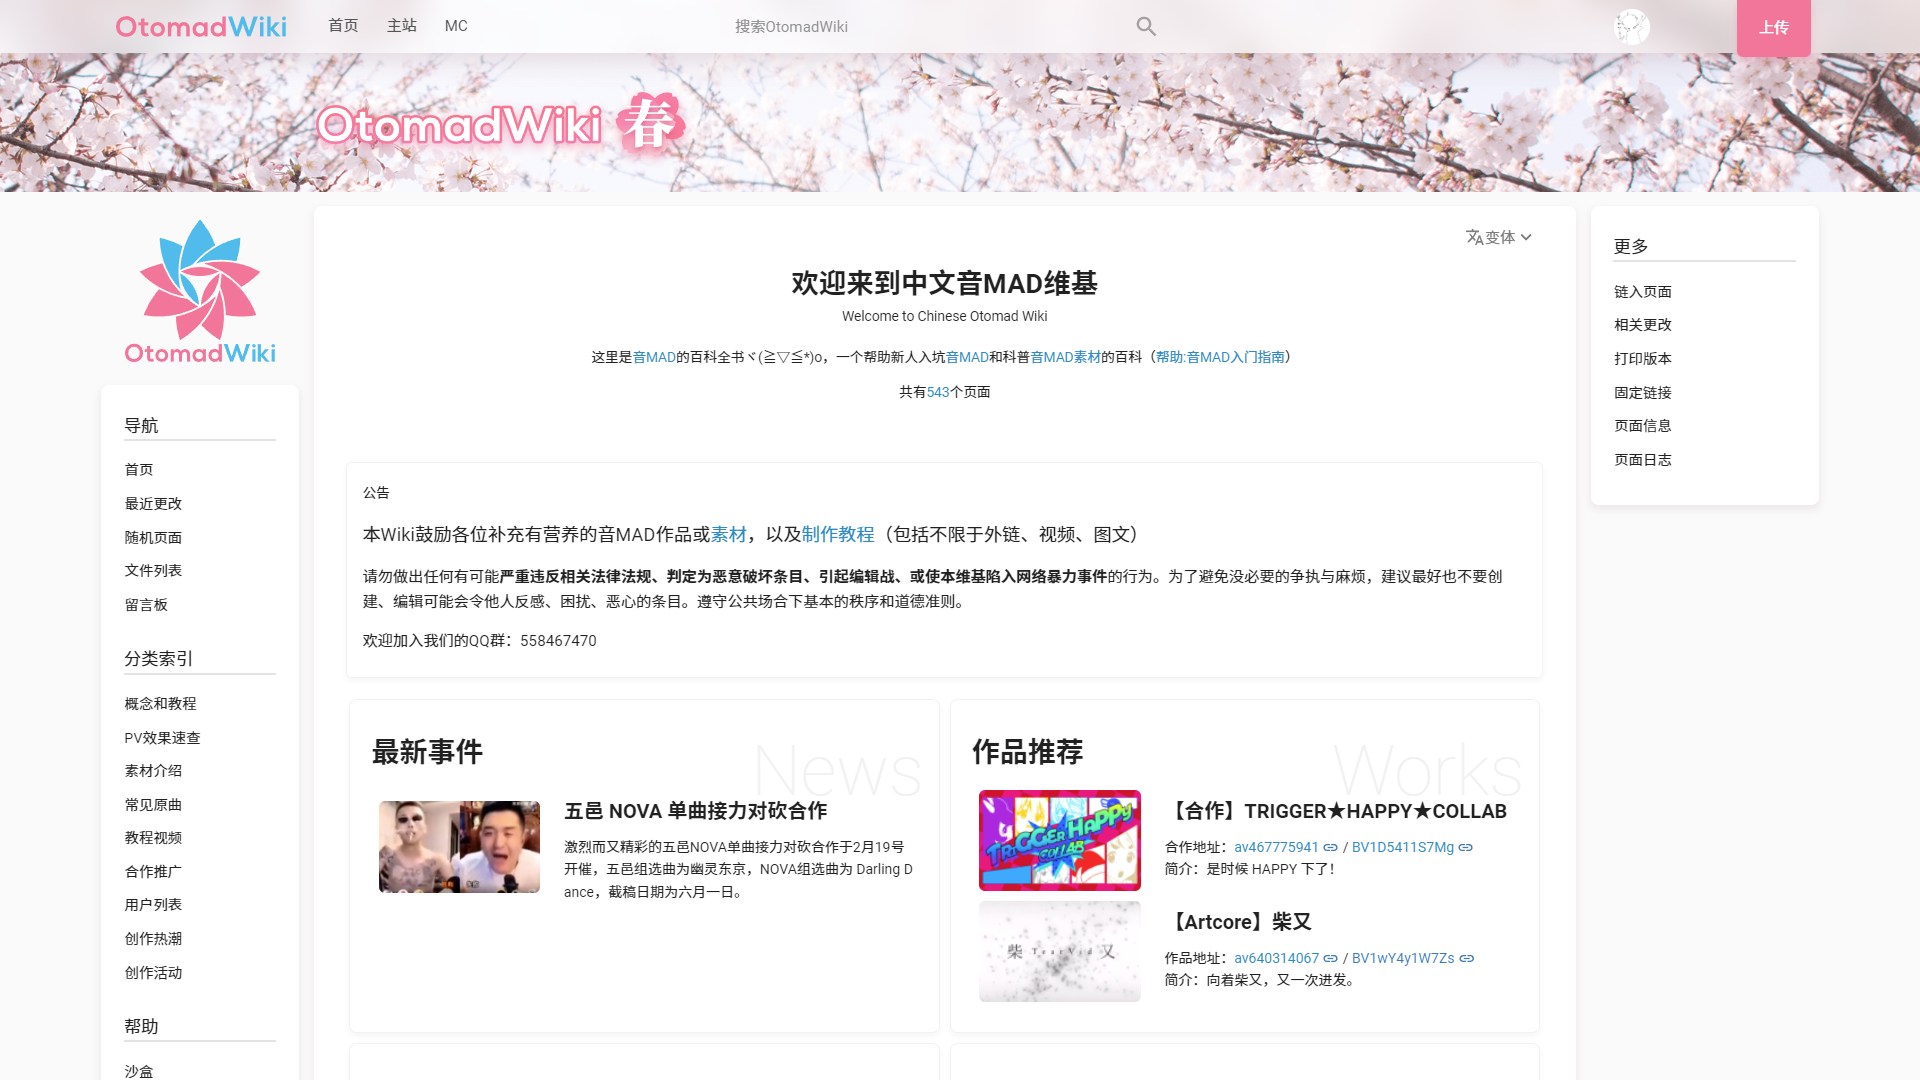 OtomadWiki
首页
主站
MC
搜索OtomadWiki
上传
OtomadWiki 春
OtomadWiki
导航
首页
最近更改
随机页面
文件列表
留言板
分类索引
概念和教程
PV效果速查
素材介绍
常见原曲
教程视频
合作推广
用户列表
创作热潮
创作活动
帮助
沙盒
变体
欢迎来到中文音MAD维基
Welcome to Chinese Otomad Wiki
这里是音MAD的百科全书ヾ(≧▽≦*)o，一个帮助新人入坑音MAD和科普音MAD素材的百科（帮助:音MAD入门指南）
共有543个页面
公告
本Wiki鼓励各位补充有营养的音MAD作品或素材，以及制作教程（包括不限于外链、视频、图文）
请勿做出任何有可能严重违反相关法律法规、判定为恶意破坏条目、引起编辑战、或使本维基陷入网络暴力事件的行为。为了避免没必要的争执与麻烦，建议最好也不要创
建、编辑可能会令他人反感、困扰、恶心的条目。遵守公共场合下基本的秩序和道德准则。
欢迎加入我们的QQ群：558467470
最新事件
News
五邑 NOVA 单曲接力对砍合作
激烈而又精彩的五邑NOVA单曲接力对砍合作于2月19号
开催，五邑组选曲为幽灵东京，NOVA组选曲为 Darling D
ance，截稿日期为六月一日。
作品推荐
Works
TRIGGER HAPPY
COLLAB
【合作】TRIGGER★HAPPY★COLLAB
合作地址：av467775941 / BV1D5411S7Mg
简介：是时候 HAPPY 下了！
柴 TearVid 又
【Artcore】柴又
作品地址：av640314067 / BV1wY4y1W7Zs
简介：向着柴又，又一次进发。
更多
链入页面
相关更改
打印版本
固定链接
页面信息
页面日志